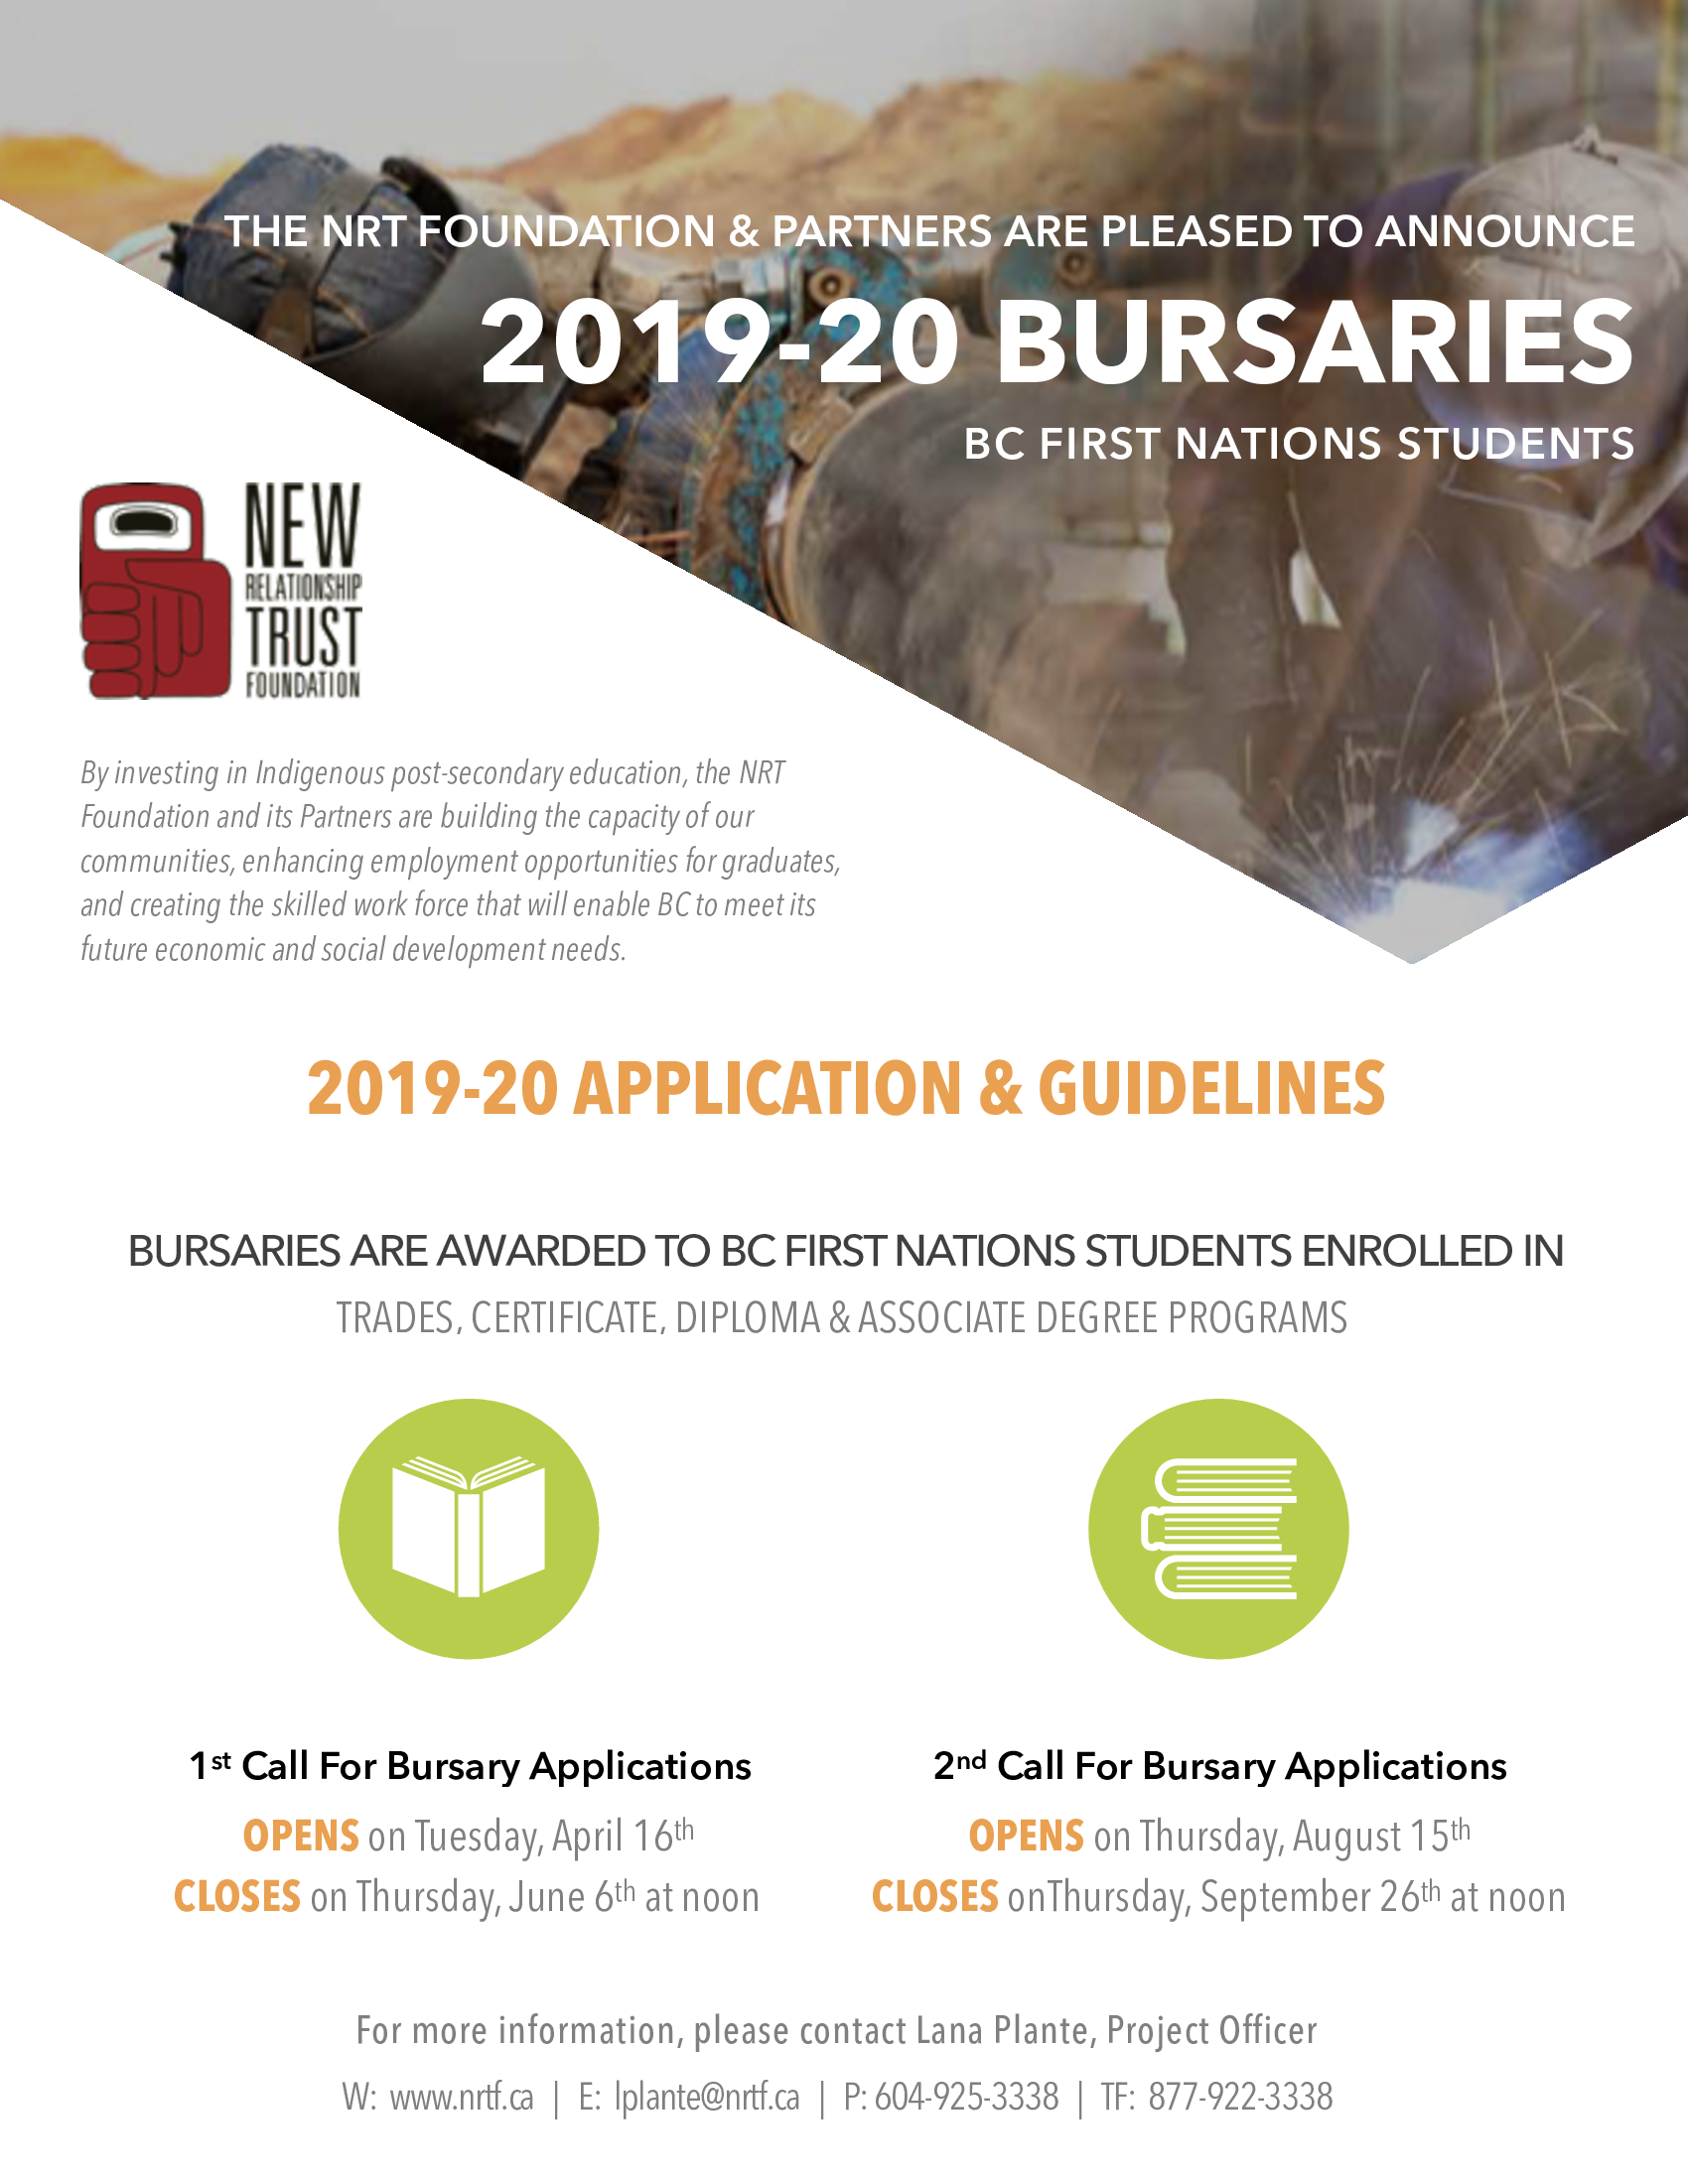 THE NRT FOUNDATION & PARTNERS ARE PLEASED TO ANNOUNCE
2019-20 BURSARIES
BC FIRST NATIONS STUDENTS
NEW
RELATIONSHIP
TRUST
FOUNDATION
By investing in Indigenous post-secondary education, the NRT
Foundation and its Partners are building the capacity of our
communities, enhancing employment opportunities for graduates,
and creating the skilled work force that will enable BC to meet its
future economic and social development needs.
2019-20 APPLICATION & GUIDELINES
BURSARIES ARE AWARDED TO BC FIRST NATIONS STUDENTS ENROLLED IN
TRADES, CERTIFICATE, DIPLOMA & ASSOCIATE DEGREE PROGRAMS
1st Call For Bursary Applications
OPENS on Tuesday, April 16th
CLOSES on Thursday, June 6th at noon
2nd Call For Bursary Applications
OPENS on Thursday, August 15th
CLOSES onThursday, September 26th at noon
For more information, please contact Lana Plante, Project Officer
W: www.nrtf.ca | E: lplante@nrtf.ca | P: 604-925-3338 | TF: 877-922-3338